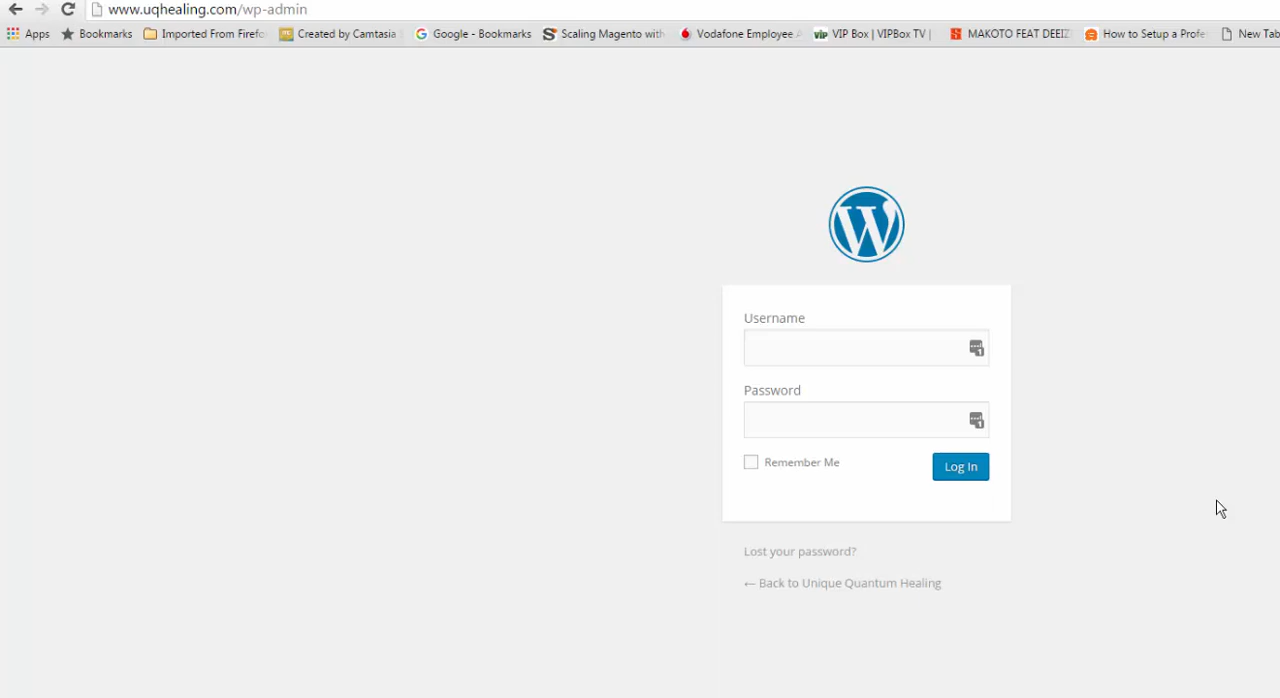 www.uqhealing.com/wp-admin
Apps Bookmarks Imported From Firefo Created by Camtasia Google - Bookmarks Scaling Magento with Vodafone Employee VIP Box | VIPBox TV | MAKOTO FEAT DEEIZ How to Setup a Profe New Tab
Username
Password
Remember Me Log In
Lost your password?
← Back to Unique Quantum Healing